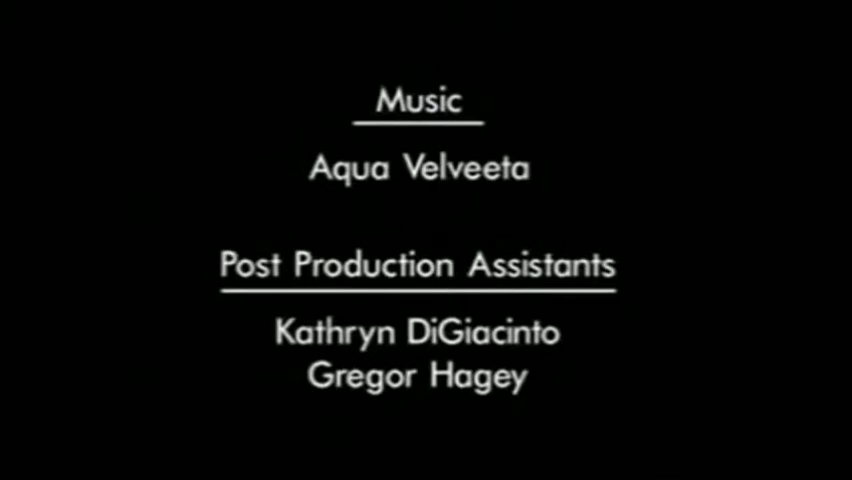 Music
Aqua Velveeta
Post Production Assistants
Kathryn DiGiacinto
Gregor Hagey